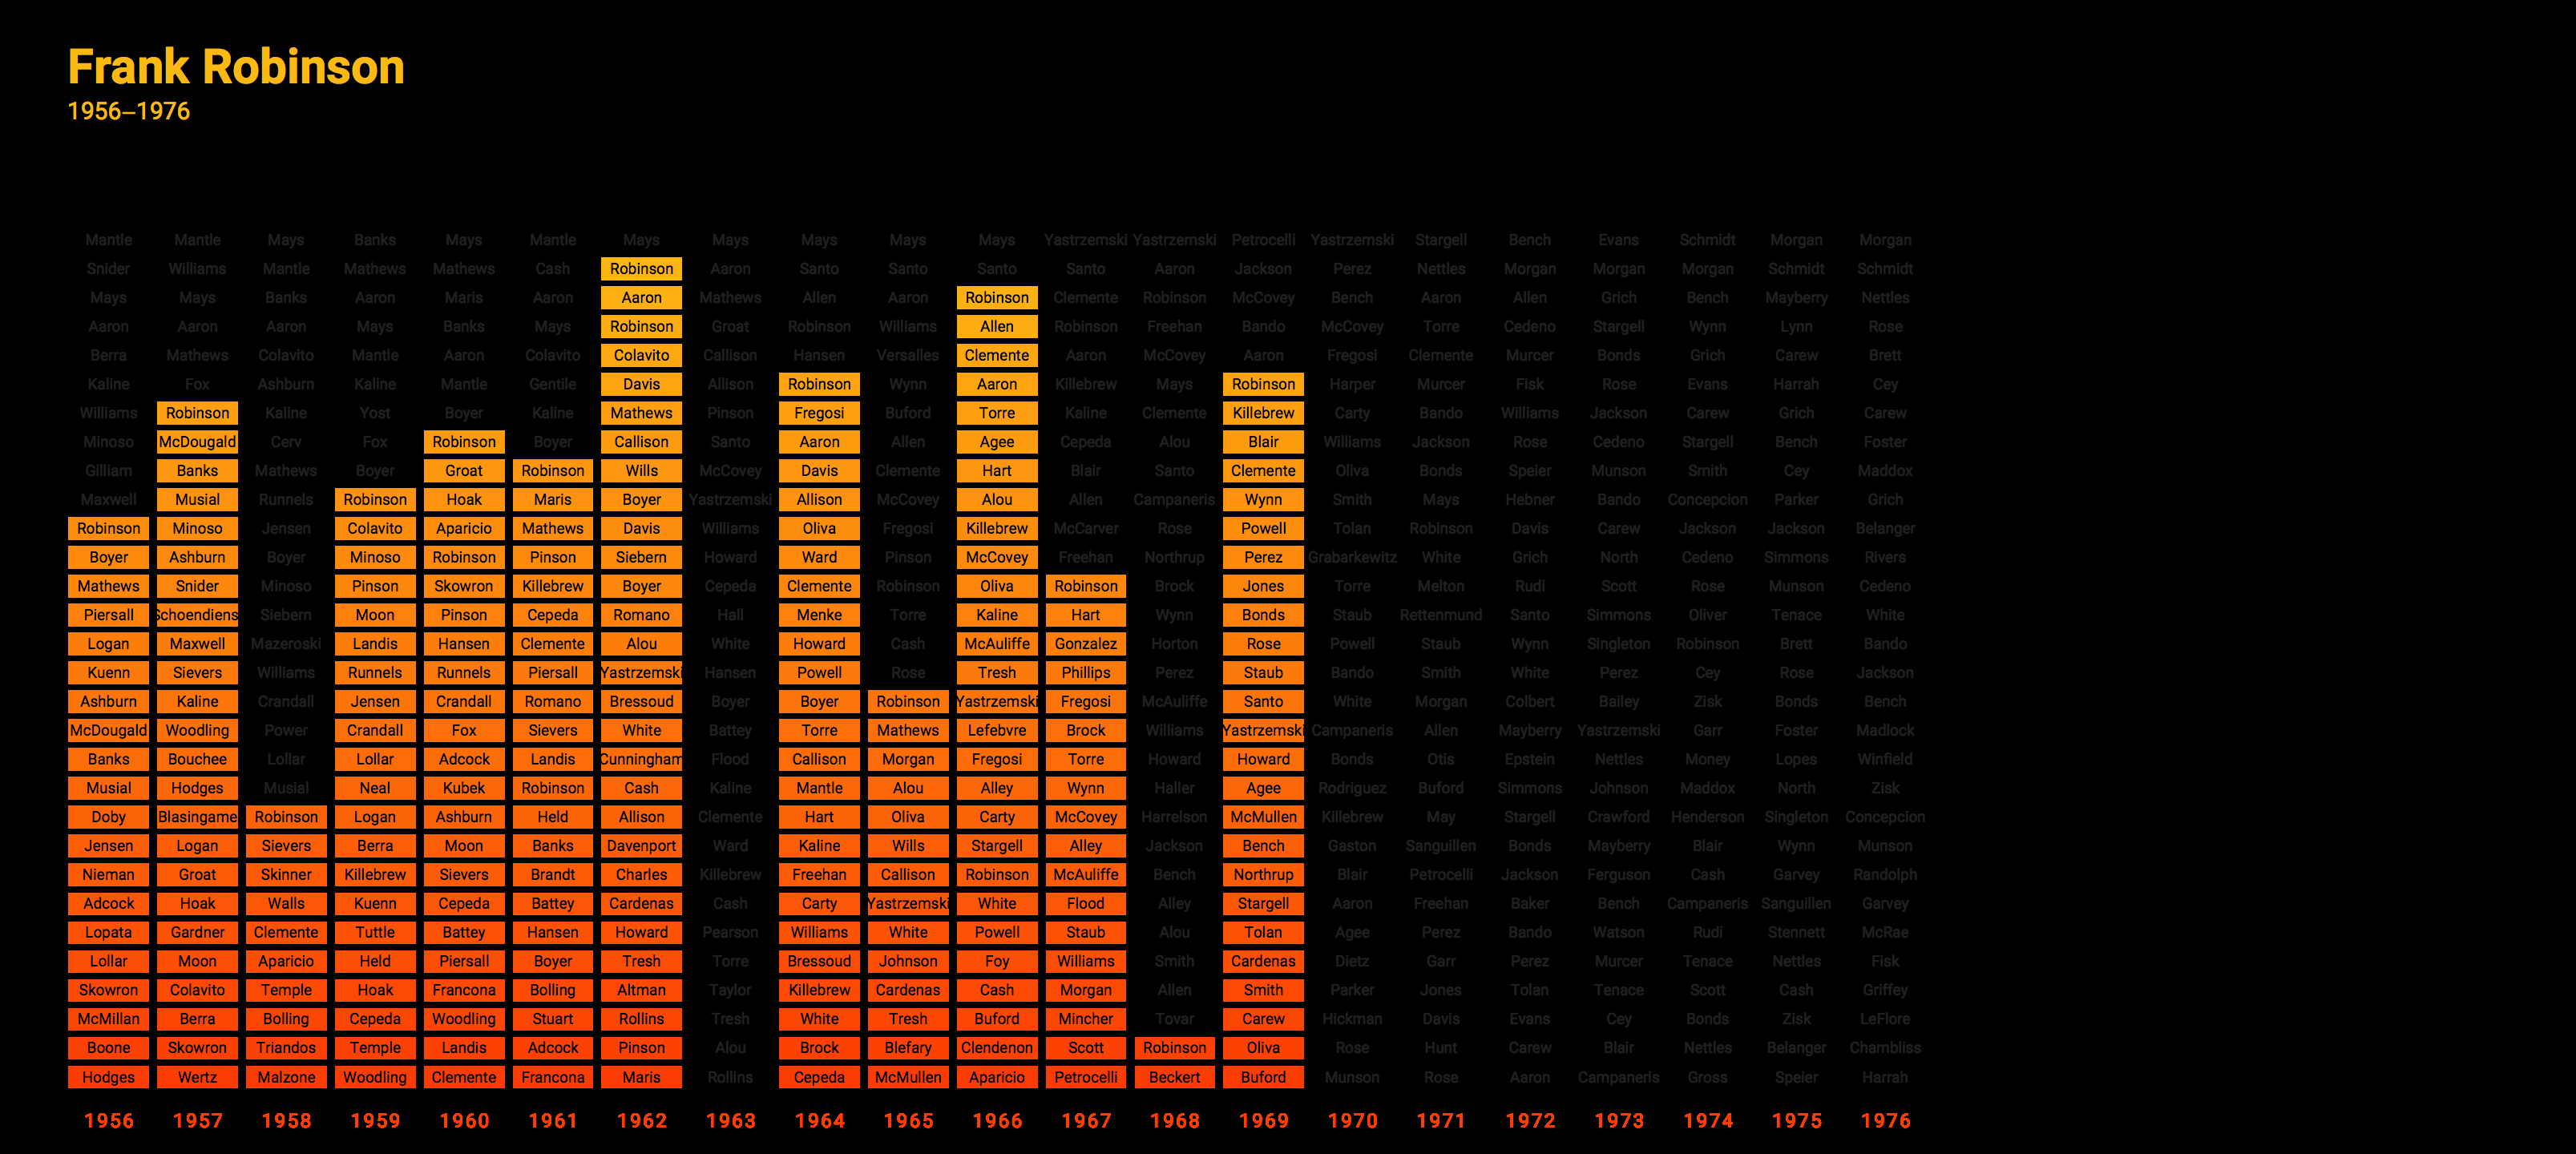 Frank Robinson
1956–1976
Mantle Mantle Mays Banks Mays Mantle Mays Mays Mays Mays Mays Yastrzemski Yastrzemski Petrocelli Yastrzemski Stargell Bench Evans Schmidt Morgan Morgan
Snider Williams Mantle Mathews Mathews Cash Robinson Aaron Santo Santo Santo Santo Aaron Jackson Perez Nettles Morgan Morgan Morgan Schmidt Schmidt
Mays Mays Banks Aaron Maris Aaron Aaron Mathews Allen Aaron Robinson Clemente Robinson McCovey Bench Aaron Allen Grich Bench Mayberry Nettles
Aaron Aaron Aaron Mays Banks Mays Robinson Groat Robinson Williams Allen Robinson Freehan Bando McCovey Torre Cedeno Stargell Wynn Lynn Rose
Berra Mathews Colavito Mantle Aaron Colavito Colavito Callison Hansen Versalles Clemente Aaron McCovey Aaron Fregosi Clemente Murcer Bonds Grich Carew Brett
Kaline Fox Ashburn Kaline Mantle Gentile Davis Allison Robinson Wynn Aaron Killebrew Mays Robinson Harper Murcer Fisk Rose Evans Harrah Cey
Williams Robinson Kaline Yost Boyer Kaline Mathews Pinson Fregosi Buford Torre Kaline Clemente Killebrew Carty Bando Williams Jackson Carew Grich Carew
Minoso McDougald Cerv Fox Robinson Boyer Callison Santo Aaron Allen Agee Cepeda Alou Blair Williams Jackson Rose Cedeno Stargell Bench Foster
Gilliam Banks Mathews Boyer Groat Robinson Wills McCovey Davis Clemente Hart Blair Santo Clemente Oliva Bonds Speier Munson Smith Cey Maddox
Maxwell Musial Runnels Robinson Hoak Maris Boyer Yastrzemski Allison McCovey Alou Allen Campaneris Wynn Smith Mays Hebner Bando Concepcion Parker Grich
Robinson Minoso Jensen Colavito Aparicio Mathews Davis Williams Oliva Fregosi Killebrew McCarver Rose Powell Tolan Robinson Davis Carew Jackson Jackson Belanger
Boyer Ashburn Boyer Minoso Robinson Pinson Siebern Howard Ward Pinson McCovey Freehan Northrup Perez Grabarkewitz White Grich North Cedeno Simmons Rivers
Mathews Snider Minoso Pinson Skowron Killebrew Boyer Cepeda Clemente Robinson Oliva Robinson Brock Jones Torre Melton Rudi Scott Rose Munson Cedeno
Piersall Schoendiens Siebern Moon Pinson Cepeda Romano Hall Menke Torre Kaline Hart Wynn Bonds Staub Rettenmund Santo Simmons Oliver Tenace White
Logan Maxwell Mazeroski Landis Hansen Clemente Alou White Howard Cash McAuliffe Gonzalez Horton Rose Powell Staub Wynn Singleton Robinson Brett Bando
Kuenn Sievers Williams Runnels Runnels Piersall Yastrzemski Hansen Powell Rose Tresh Phillips Perez Staub Bando Smith White Perez Cey Rose Jackson
Ashburn Kaline Crandall Jensen Crandall Romano Bressoud Boyer Boyer Robinson Yastrzemski Fregosi McAuliffe Santo White Morgan Colbert Bailey Zisk Bonds Bench
McDougald Woodling Power Crandall Fox Sievers White Battey Torre Mathews Lefebvre Brock Williams Yastrzemski Campaneris Allen Mayberry Yastrzemski Garr Foster Madlock
Banks Bouchee Lollar Lollar Adcock Landis Cunningham Flood Callison Morgan Fregosi Torre Howard Howard Bonds Otis Epstein Nettles Money Lopes Winfield
Musial Hodges Musial Neal Kubek Robinson Cash Kaline Mantle Alou Alley Wynn Haller Agee Rodriguez Buford Simmons Johnson Maddox North Zisk
Doby Blasingame Robinson Logan Ashburn Held Allison Clemente Hart Oliva Carty McCovey Harrelson McMullen Killebrew May Stargell Crawford Henderson Singleton Concepcion
Jensen Logan Sievers Berra Moon Banks Davenport Ward Kaline Wills Stargell Alley Jackson Bench Gaston Sanguillen Bonds Mayberry Blair Wynn Munson
Nieman Groat Skinner Killebrew Sievers Brandt Charles Killebrew Freehan Callison Robinson McAuliffe Bench Northrup Blair Petrocelli Jackson Ferguson Cash Garvey Randolph
Adcock Hoak Walls Kuenn Cepeda Battey Cardenas Cash Carty Yastrzemski White Flood Alley Stargell Aaron Freehan Baker Bench Campaneris Sanguillen Garvey
Lopata Gardner Clemente Tuttle Battey Hansen Howard Pearson Williams White Powell Staub Alou Tolan Agee Perez Bando Watson Rudi Stennett McRae
Lollar Moon Aparicio Held Piersall Boyer Tresh Torre Bressoud Johnson Foy Williams Smith Cardenas Dietz Garr Perez Murcer Tenace Nettles Fisk
Skowron Colavito Temple Hoak Francona Bolling Altman Taylor Killebrew Cardenas Cash Morgan Allen Smith Parker Jones Tolan Tenace Scott Cash Griffey
McMillan Berra Bolling Cepeda Woodling Stuart Rollins Tresh White Tresh Buford Mincher Tovar Carew Hickman Davis Evans Cey Bonds Zisk LeFlore
Boone Skowron Triandos Temple Landis Adcock Pinson Alou Brock Blefary Clendenon Scott Robinson Oliva Rose Hunt Carew Blair Nettles Belanger Chambliss
Hodges Wertz Malzone Woodling Clemente Francona Maris Rollins Cepeda McMullen Aparicio Petrocelli Beckert Buford Munson Rose Aaron Campaneris Gross Speier Harrah
1956 1957 1958 1959 1960 1961 1962 1963 1964 1965 1966 1967 1968 1969 1970 1971 1972 1973 1974 1975 1976